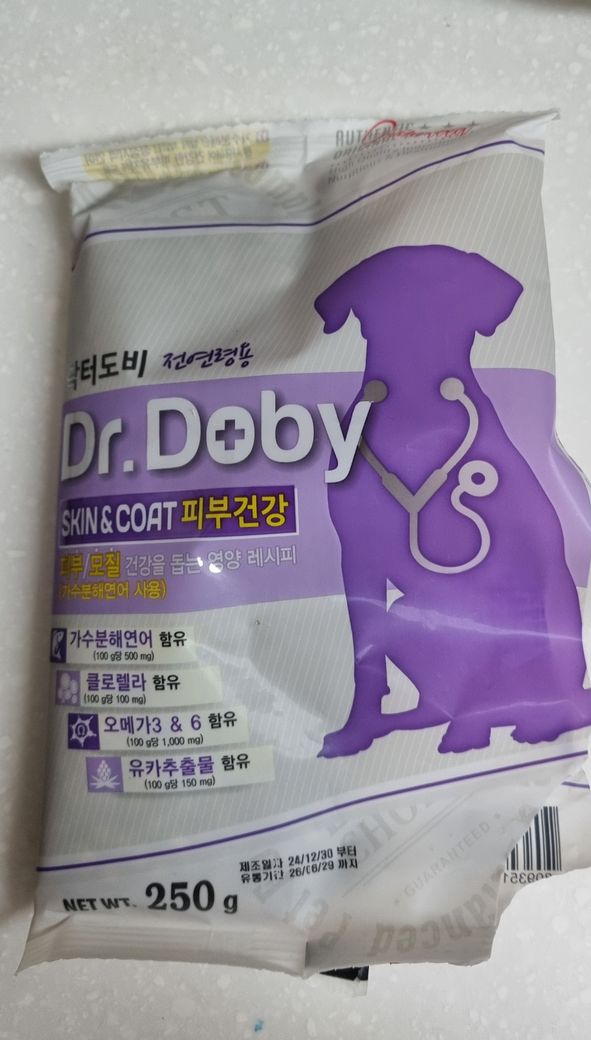 AUTHENTIC
닥터도비 전연령용
Dr. Doby
SKIN & COAT 피부건강
피부/모질 건강을 돕는 영양 레시피
(가수분해연어 사용)
가수분해연어 함유
(100 g당 500 mg)
클로렐라 함유
(100 g당 100 mg)
오메가3 & 6 함유
(100 g당 1,000 mg)
유카추출물 함유
(100 g당 150 mg)
GUARANTEED
제조일자 24/12/30 부터
유통기한 26/06/29 까지
NET WT. 250 g